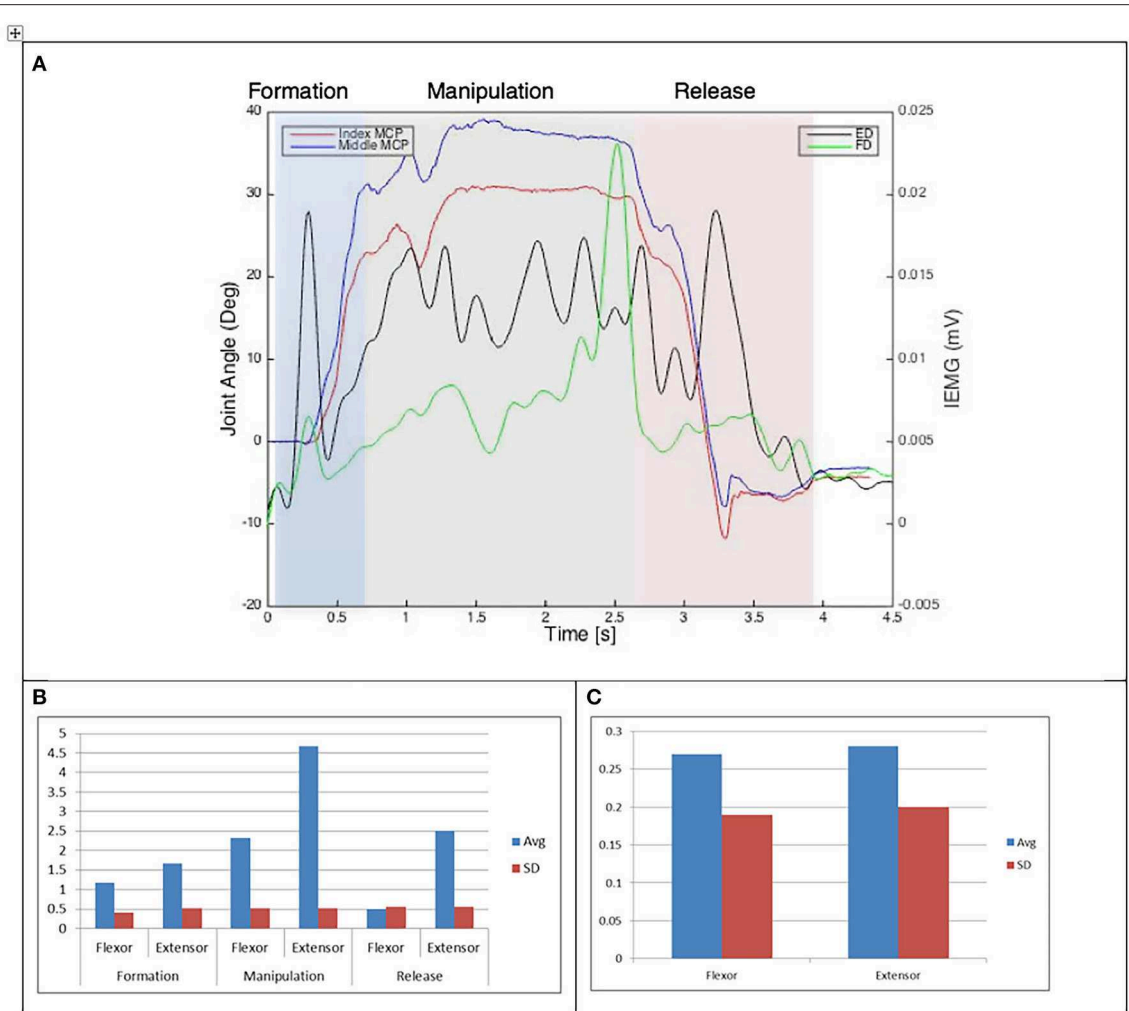 A
Formation Manipulation Release
40 0.025
Index MCP ED
Middle MCP FD
30 0.02
20 0.015
10 0.01
0 0.005
-10 0
-20 -0.005
Joint Angle (Deg)
IEMG (mV)
0 0.5 1 1.5 2 2.5 3 3.5 4 4.5
Time [s]
B
5
4.5
4
3.5
3
2.5
2
1.5
1
0.5
0
Avg
SD
Flexor Extensor Flexor Extensor Flexor Extensor
Formation Manipulation Release
C
0.3
0.25
0.2
0.15
0.1
0.05
0
Avg
SD
Flexor Extensor